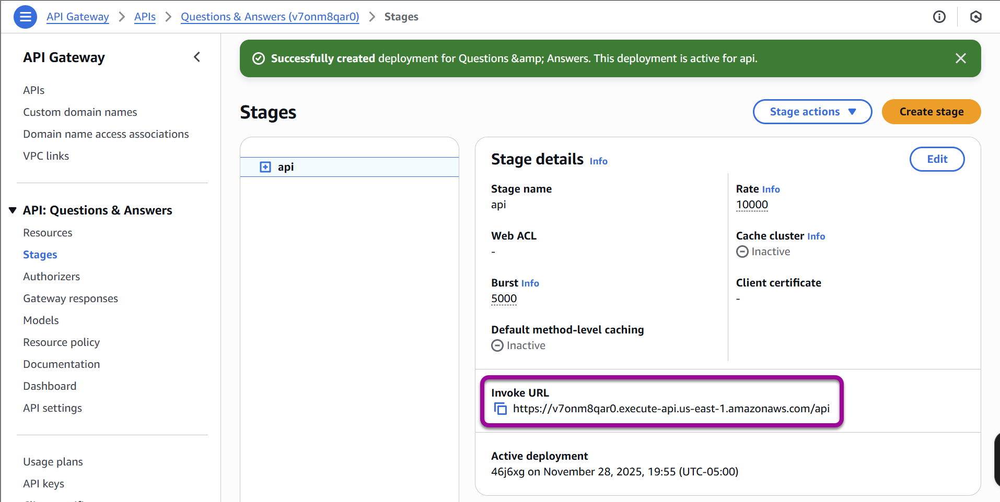 API Gateway > APIs > Questions & Answers (v7onm8qar0) > Stages
API Gateway
APIs
Custom domain names
Domain name access associations
VPC links
API: Questions & Answers
Resources
Stages
Authorizers
Gateway responses
Models
Resource policy
Documentation
Dashboard
API settings
Usage plans
API keys
Successfully created deployment for Questions &amp; Answers. This deployment is active for api.
Stages
Stage actions
Create stage
api
Stage details Info
Edit
Stage name
api
Rate Info
10000
Web ACL
-
Cache cluster Info
Inactive
Burst Info
5000
Client certificate
-
Default method-level caching
Inactive
Invoke URL
https://v7onm8qar0.execute-api.us-east-1.amazonaws.com/api
Active deployment
46j6xg on November 28, 2025, 19:55 (UTC-05:00)